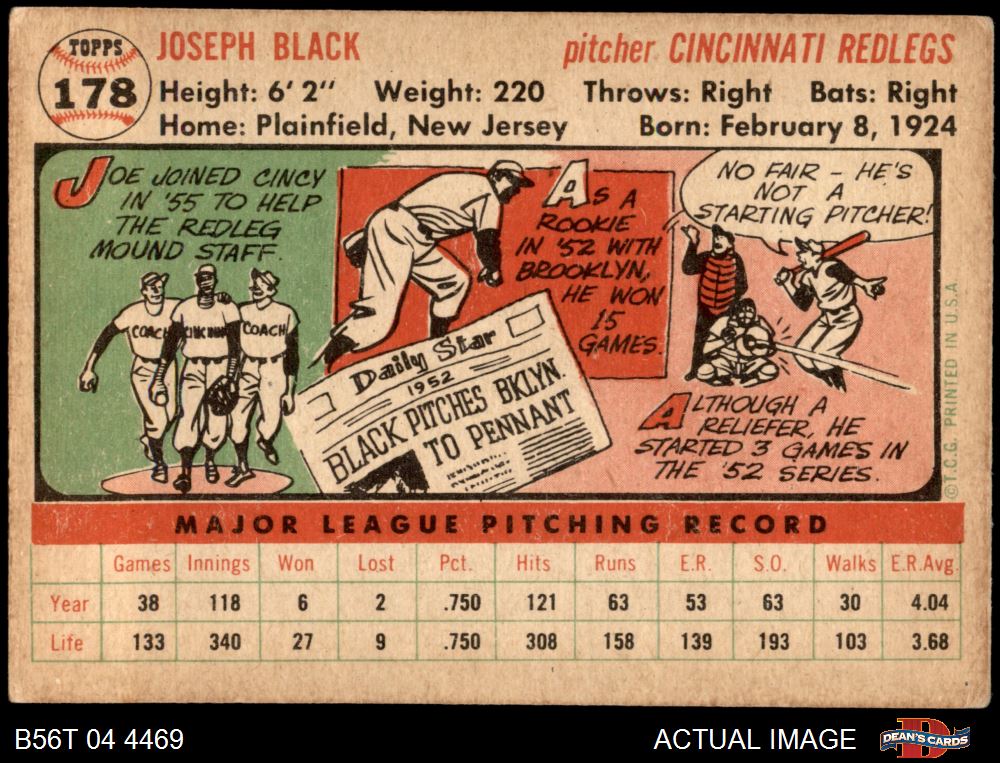 TOPPS
178
JOSEPH BLACK
pitcher CINCINNATI REDLEGS
Height: 6' 2" Weight: 220 Throws: Right Bats: Right
Home: Plainfield, New Jersey Born: February 8, 1924
JOE JOINED CINCY
IN '55 TO HELP
THE REDLEG
MOUND STAFF.
COACH
COACH
AS A
ROOKIE
IN '52 WITH
BROOKLYN,
HE WON
15
GAMES.
Daily Star
1952
BLACK PITCHES BKLYN
TO PENNANT
NO FAIR - HE'S
NOT A
STARTING PITCHER!
ALTHOUGH A
RELIEFER, HE
STARTED 3 GAMES IN
THE '52 SERIES.
©T.C.G. PRINTED IN U.S.A.
MAJOR LEAGUE PITCHING RECORD
Games Innings Won Lost Pct. Hits Runs E.R. S.O. Walks E.R.Avg.
Year 38 118 6 2 .750 121 63 53 63 30 4.04
Life 133 340 27 9 .750 308 158 139 193 103 3.68
B56T 04 4469
ACTUAL IMAGE
DEAN'S CARDS